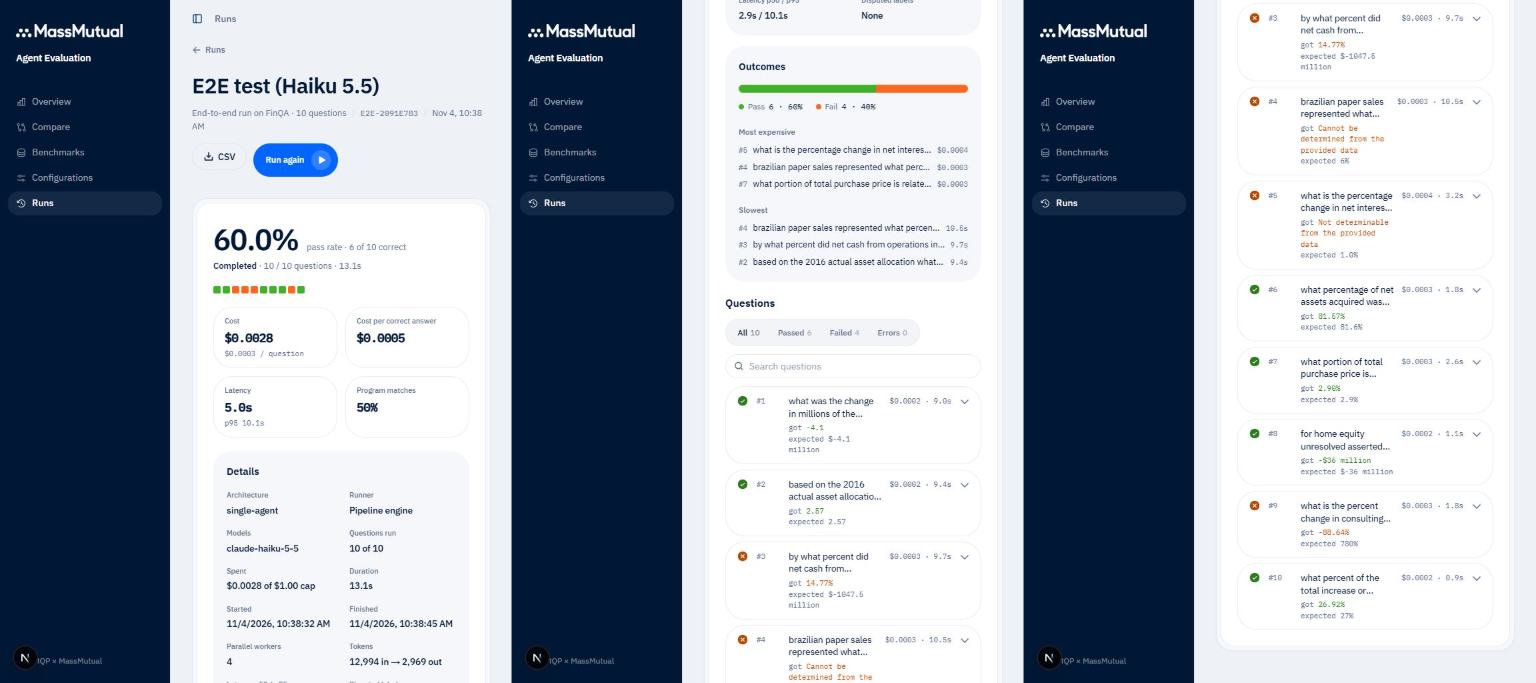 MassMutual
Agent Evaluation
Overview
Compare
Benchmarks
Configurations
Runs
N
IQP × MassMutual
Runs
← Runs
E2E test (Haiku 5.5)
End-to-end run on FinQA · 10 questions
E2E-2091E783
Nov 4, 10:38
AM
CSV
Run again
60.0% pass rate · 6 of 10 correct
Completed · 10 / 10 questions · 13.1s
Cost
$0.0028
$0.0003 / question
Cost per correct answer
$0.0005
Latency
5.0s
p95 10.1s
Program matches
50%
Details
Architecture
single-agent
Runner
Pipeline engine
Models
claude-haiku-5-5
Questions run
10 of 10
Spent
$0.0028 of $1.00 cap
Duration
13.1s
Started
11/4/2026, 10:38:32 AM
Finished
11/4/2026, 10:38:45 AM
Parallel workers
4
Tokens
12,994 in → 2,969 out
MassMutual
Agent Evaluation
Overview
Compare
Benchmarks
Configurations
Runs
N
IQP × MassMutual
2.9s / 10.1s
None
Outcomes
Pass 6 · 60%
Fail 4 · 40%
Most expensive
#5 what is the percentage change in net interes... $0.0004
#4 brazilian paper sales represented what perc... $0.0003
#7 what portion of total purchase price is relate... $0.0003
Slowest
#4 brazilian paper sales represented what percen... 10.5s
#3 by what percent did net cash from operations in... 9.7s
#2 based on the 2016 actual asset allocation what... 9.4s
Questions
All 10
Passed 6
Failed 4
Errors 0
Search questions
#1 what was the change $0.0002 · 9.0s
in millions of the...
got -4.1
expected $-4.1
million
#2 based on the 2016 $0.0002 · 9.4s
actual asset allocatio...
got 2.57
expected 2.57
#3 by what percent did $0.0003 · 9.7s
net cash from...
got 14.77%
expected $-1047.5
million
#4 brazilian paper sales $0.0003 · 10.5s
represented what...
got Cannot be
determined from the
MassMutual
Agent Evaluation
Overview
Compare
Benchmarks
Configurations
Runs
N
IQP × MassMutual
#3 by what percent did $0.0003 · 9.7s
net cash from...
got 14.77%
expected $-1047.5
million
#4 brazilian paper sales $0.0003 · 10.5s
represented what...
got Cannot be
determined from the
provided data
expected 6%
#5 what is the percentage $0.0004 · 3.2s
change in net interes...
got Not determinable
from the provided
data
expected 1.0%
#6 what percentage of net $0.0003 · 1.8s
assets acquired was...
got 81.57%
expected 81.6%
#7 what portion of total $0.0003 · 2.6s
purchase price is...
got 2.90%
expected 2.9%
#8 for home equity $0.0002 · 1.1s
unresolved asserted...
got -$36 million
expected $-36 million
#9 what is the percent $0.0003 · 1.8s
change in consulting...
got -88.64%
expected 780%
#10 what percent of the $0.0002 · 0.9s
total increase or...
got 26.92%
expected 27%